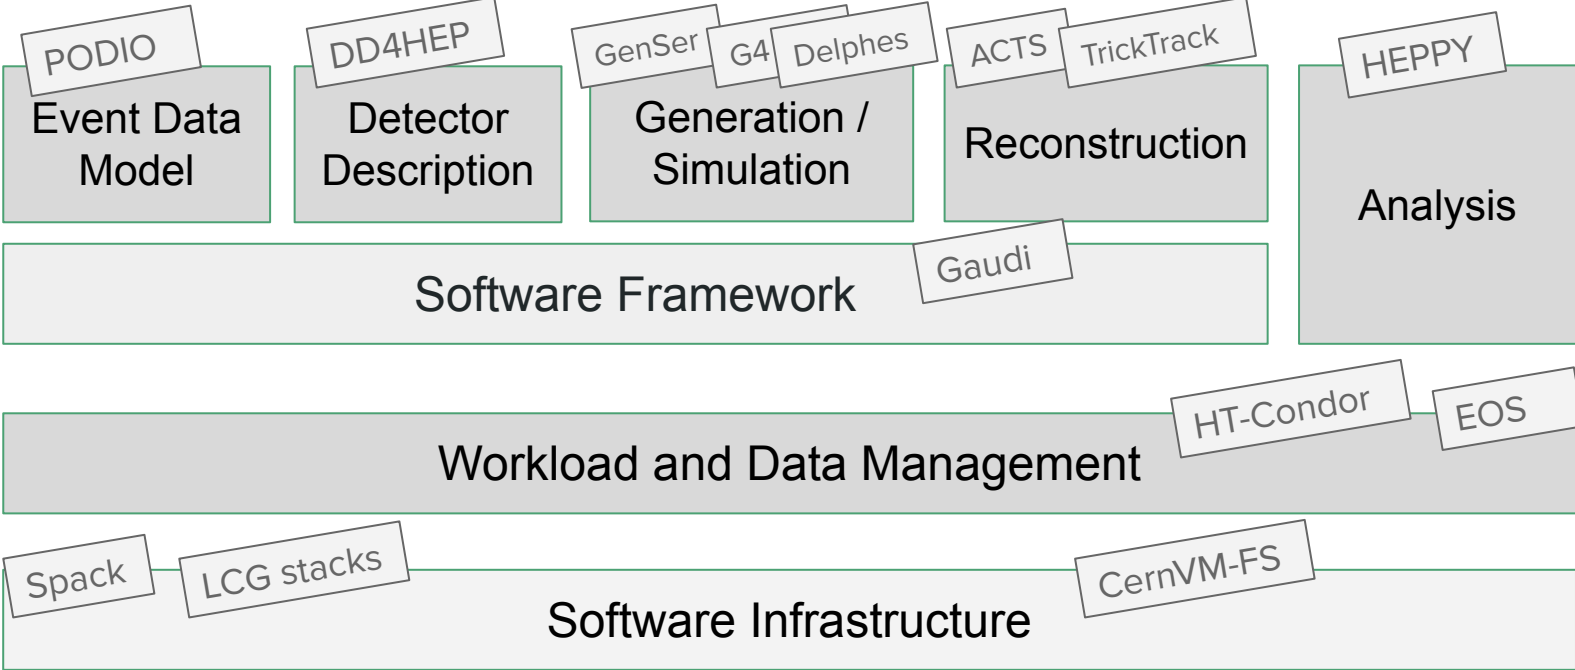 PODIO
DD4HEP
GenSer
G4
Delphes
ACTS
TrickTrack
HEPPY
Event Data
Model
Detector
Description
Generation /
Simulation
Reconstruction
Analysis
Software Framework
Gaudi
HT-Condor
EOS
Workload and Data Management
Spack
LCG stacks
CernVM-FS
Software Infrastructure